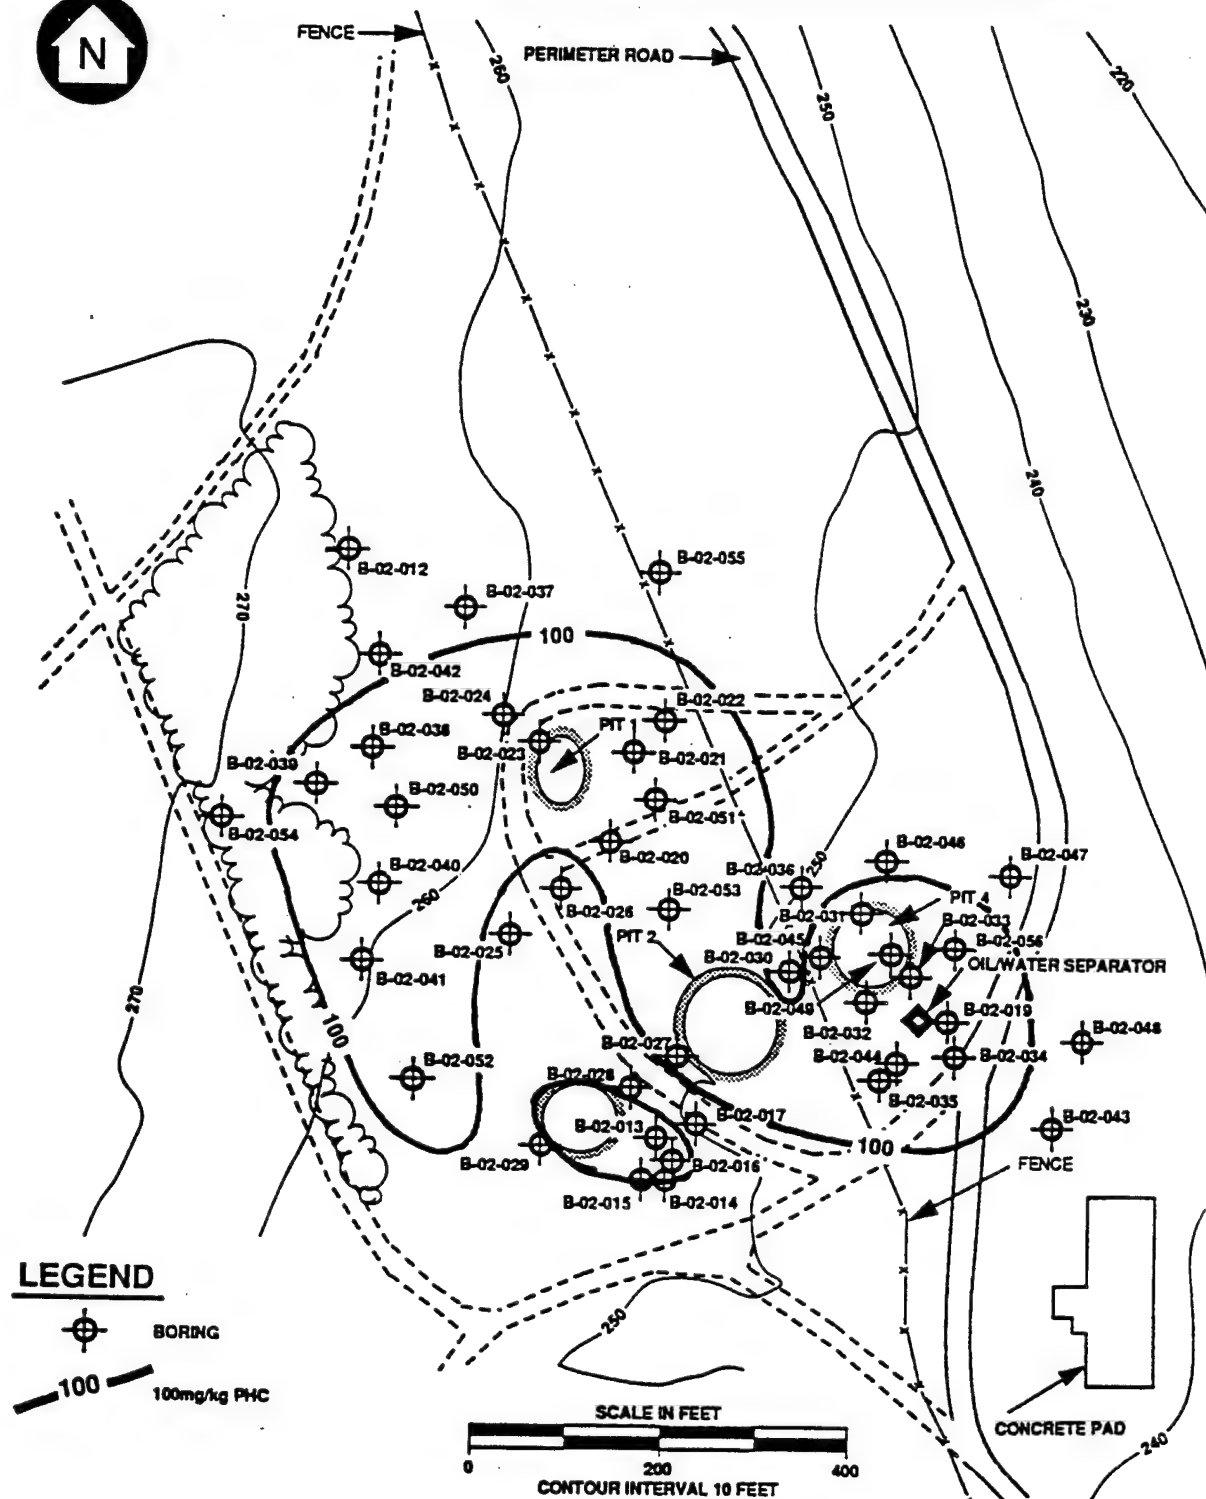 N
FENCE
PERIMETER ROAD
260
250
220
230
240
B-02-055
B-02-012
B-02-037
270
100
B-02-042
B-02-024
B-02-022
PIT 1
B-02-038
B-02-023
B-02-021
B-02-039
B-02-050
B-02-051
B-02-054
B-02-020
B-02-046
B-02-047
B-02-036
250
B-02-040
B-02-053
PIT 4
260
B-02-026
B-02-031
B-02-033
B-02-025
PIT 2
B-02-045
B-02-056
B-02-030
OIL/WATER SEPARATOR
B-02-041
270
B-02-049
B-02-019
100
B-02-032
B-02-048
B-02-027
B-02-052
B-02-044
B-02-034
B-02-028
B-02-035
B-02-017
B-02-043
B-02-013
100
B-02-029
B-02-016
FENCE
B-02-015
B-02-014
LEGEND
BORING
250
100
100mg/kg PHC
SCALE IN FEET
CONCRETE PAD
240
0
200
400
CONTOUR INTERVAL 10 FEET